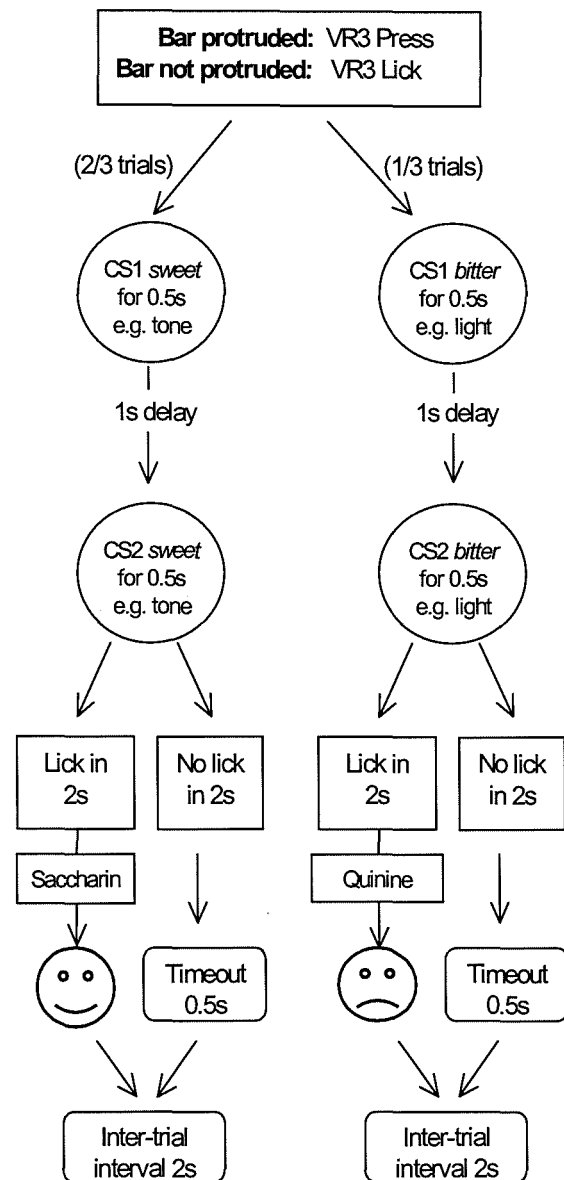 Bar protruded: VR3 Press
Bar not protruded: VR3 Lick
(2/3 trials)
(1/3 trials)
CS1 sweet
for 0.5s
e.g. tone
CS1 bitter
for 0.5s
e.g. light
1s delay
1s delay
CS2 sweet
for 0.5s
e.g. tone
CS2 bitter
for 0.5s
e.g. light
Lick in
2s
No lick
in 2s
Lick in
2s
No lick
in 2s
Saccharin
Quinine
Timeout
0.5s
Timeout
0.5s
Inter-trial
interval 2s
Inter-trial
interval 2s